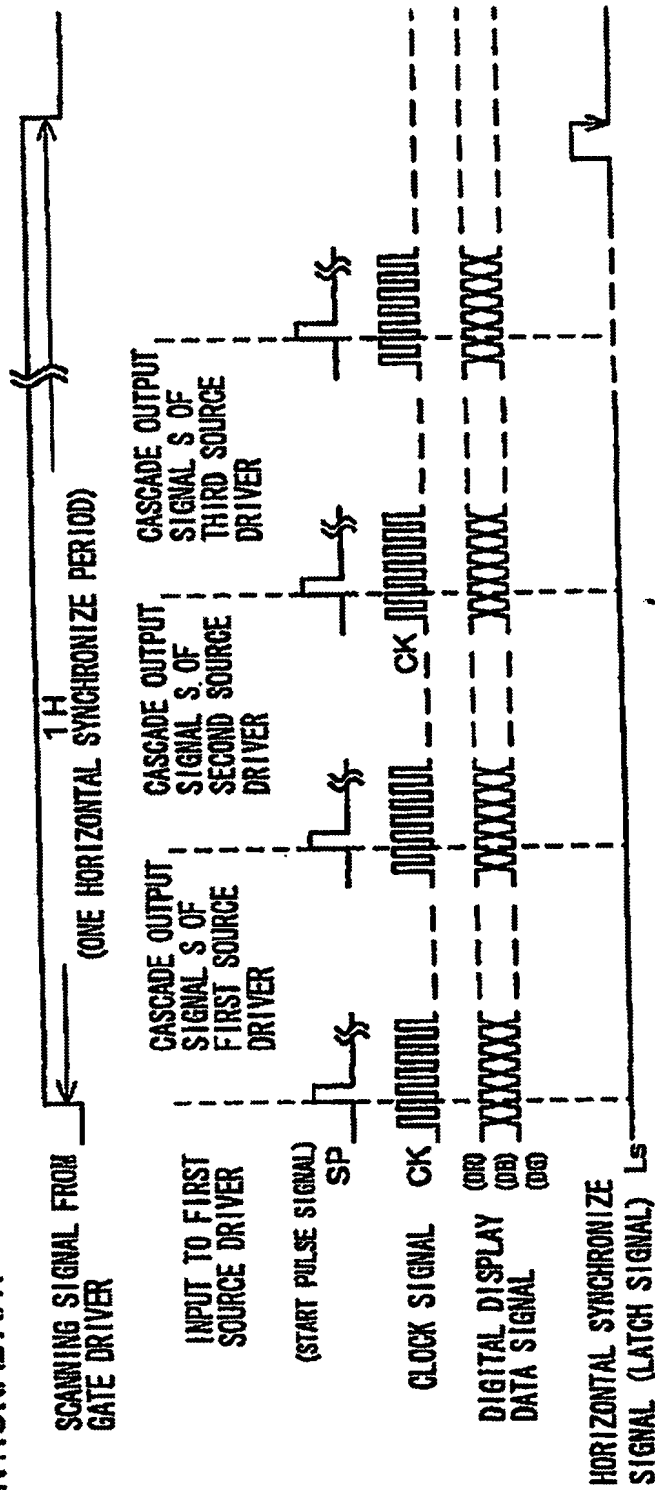 SCANNING SIGNAL FROM
GATE DRIVER
1H
(ONE HORIZONTAL SYNCHRONIZE PERIOD)
INPUT TO FIRST
SOURCE DRIVER
CASCADE OUTPUT
SIGNAL S OF
FIRST SOURCE
DRIVER
CASCADE OUTPUT
SIGNAL S. OF
SECOND SOURCE
DRIVER
CASCADE OUTPUT
SIGNAL S OF
THIRD SOURCE
DRIVER
(START PULSE SIGNAL)
SP
CLOCK SIGNAL CK
CK
DIGITAL DISPLAY
DATA SIGNAL
(DR)
(DB)
(DG)
HORIZONTAL SYNCHRONIZE
SIGNAL (LATCH SIGNAL) Ls